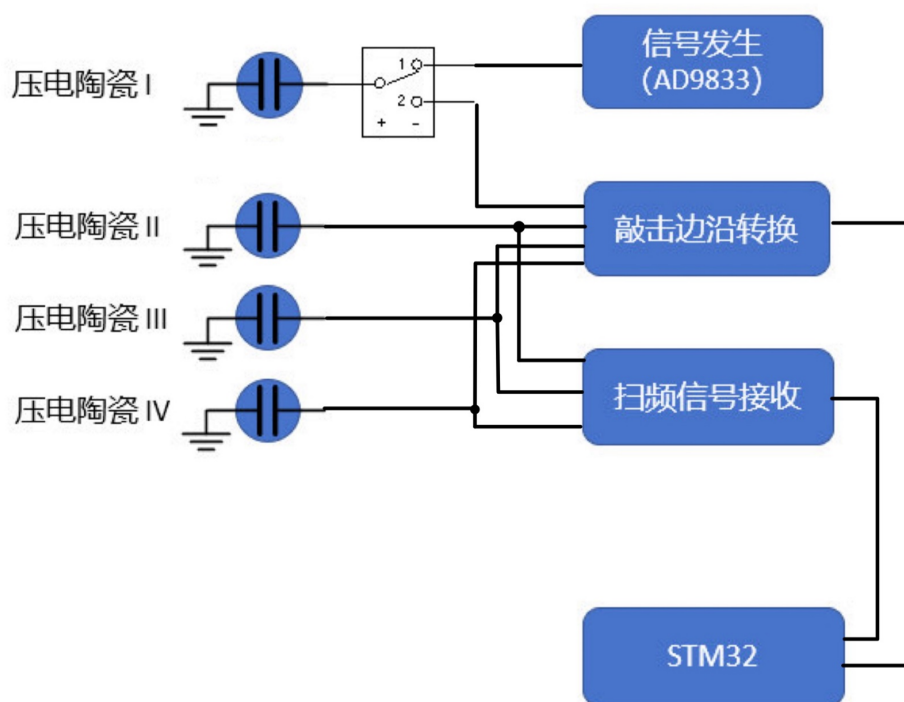 压电陶瓷 I
1
2
+ -
信号发生
(AD9833)
压电陶瓷 II
敲击边沿转换
压电陶瓷 III
压电陶瓷 IV
扫频信号接收
STM32